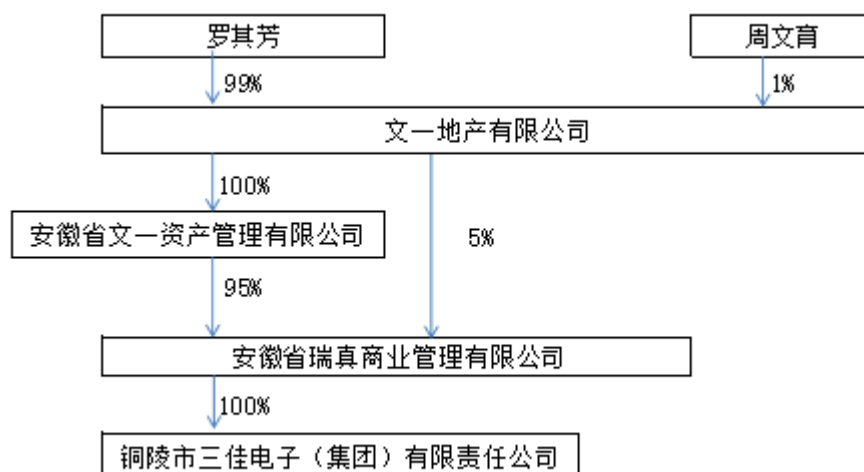 罗其芳
周文育
99%
1%
文一地产有限公司
100%
安徽省文一资产管理有限公司
5%
95%
安徽省瑞真商业管理有限公司
100%
铜陵市三佳电子（集团）有限责任公司